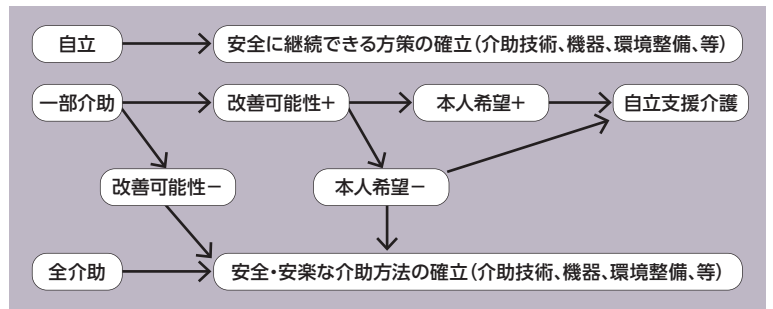 自立
安全に継続できる方策の確立(介助技術、機器、環境整備、等)
一部介助
改善可能性+
本人希望+
自立支援介護
改善可能性−
本人希望−
全介助
安全・安楽な介助方法の確立(介助技術、機器、環境整備、等)